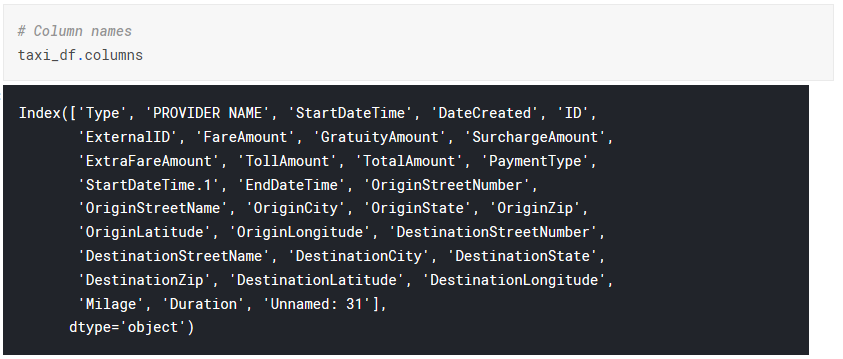 # Column names
taxi_df.columns
Index(['Type', 'PROVIDER NAME', 'StartDateTime', 'DateCreated', 'ID',
'ExternalID', 'FareAmount', 'GratuityAmount', 'SurchargeAmount',
'ExtraFareAmount', 'TollAmount', 'TotalAmount', 'PaymentType',
'StartDateTime.1', 'EndDateTime', 'OriginStreetNumber',
'OriginStreetName', 'OriginCity', 'OriginState', 'OriginZip',
'OriginLatitude', 'OriginLongitude', 'DestinationStreetNumber',
'DestinationStreetName', 'DestinationCity', 'DestinationState',
'DestinationZip', 'DestinationLatitude', 'DestinationLongitude',
'Milage', 'Duration', 'Unnamed: 31'],
dtype='object')